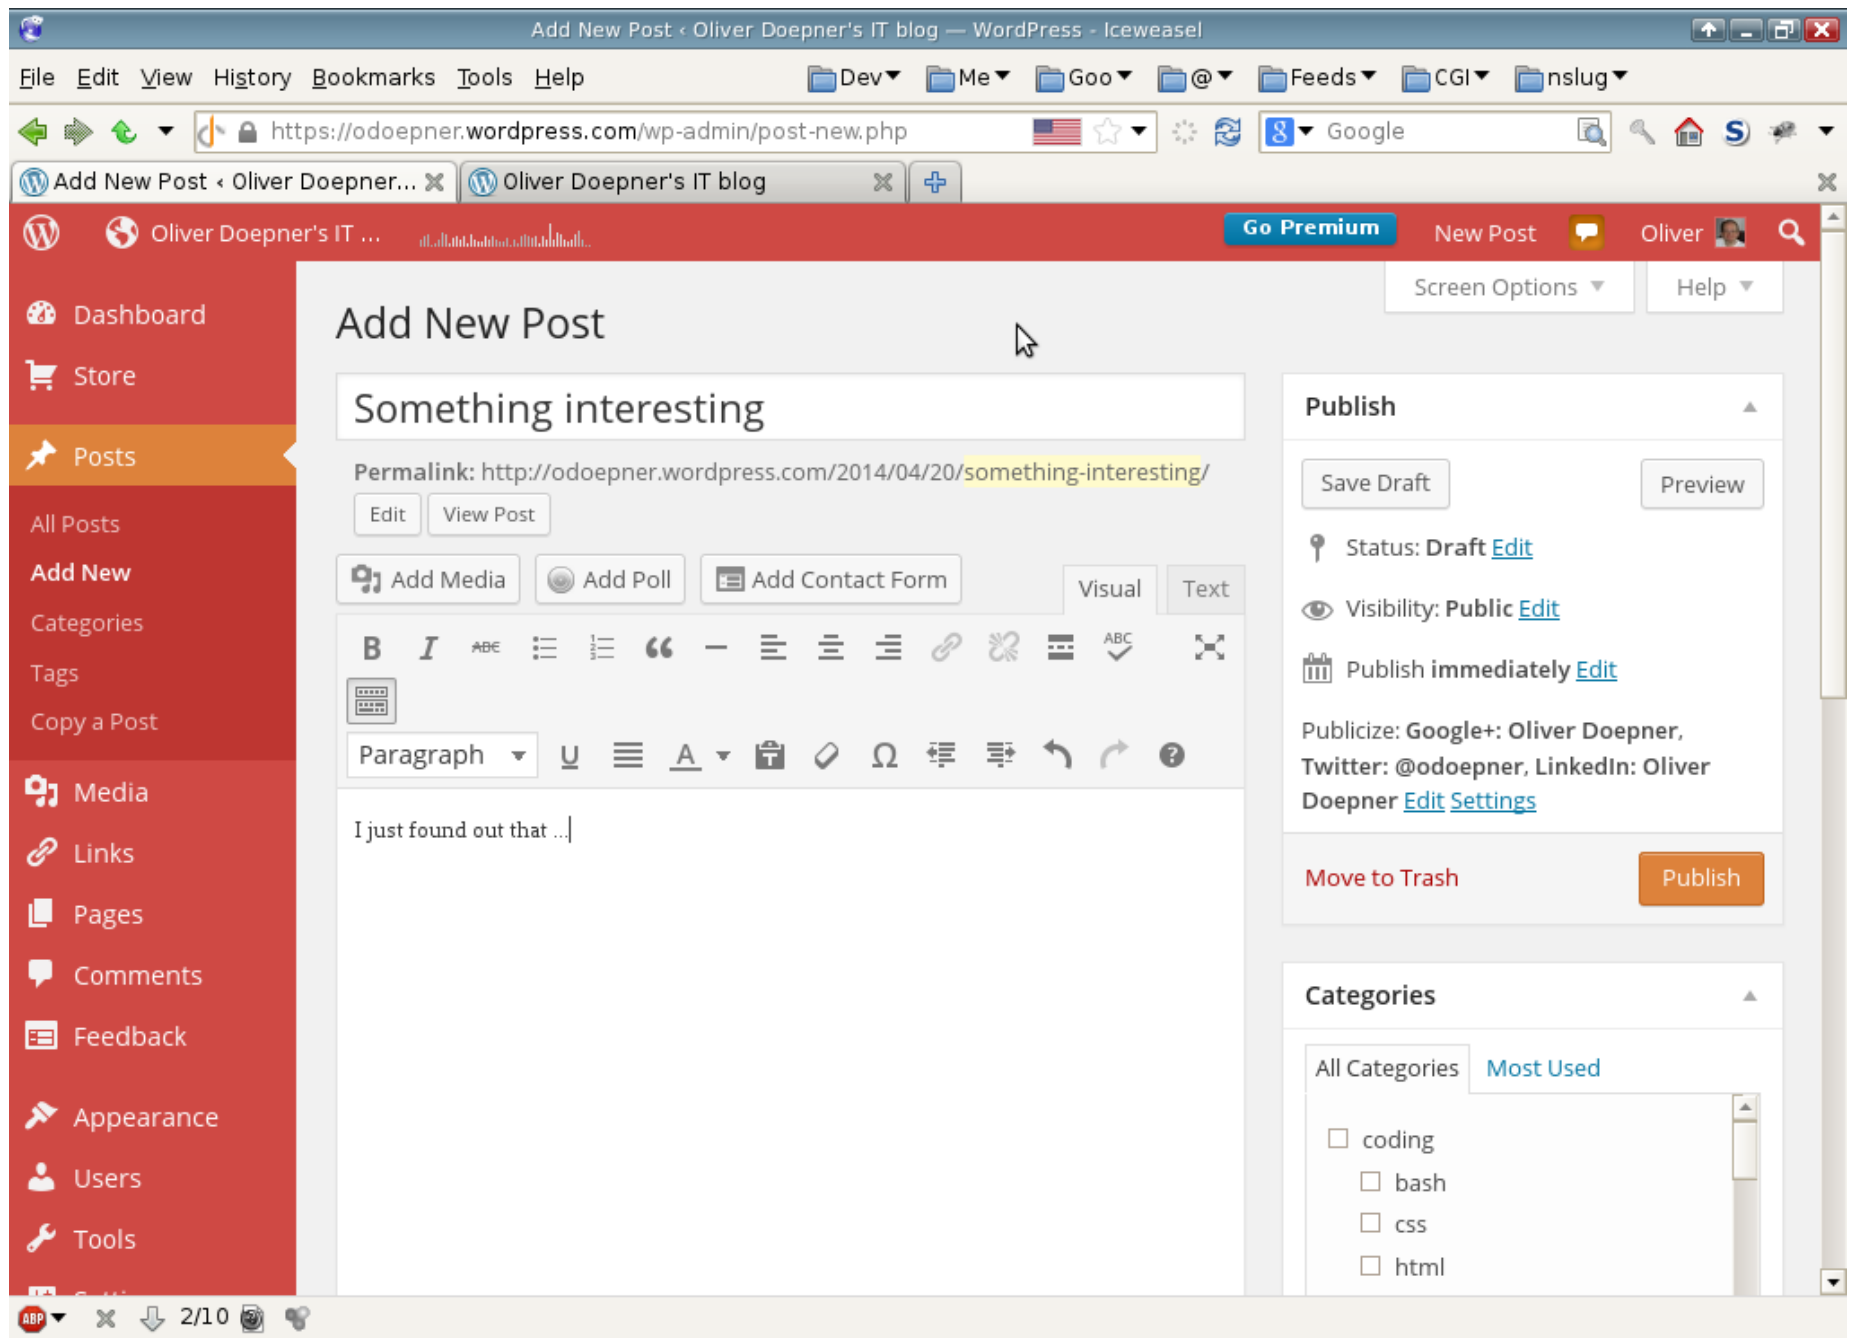 Add New Post ‹ Oliver Doepner's IT blog — WordPress - Iceweasel
File Edit View History Bookmarks Tools Help Dev Me Goo @ Feeds CGI nslug
https://odoepner.wordpress.com/wp-admin/post-new.php 8 Google S
Add New Post ‹ Oliver Doepner... Oliver Doepner's IT blog
Oliver Doepner's IT ... Go Premium New Post Oliver
Screen Options Help
Dashboard
Add New Post
Store
Something interesting
Publish
Posts
Permalink: http://odoepner.wordpress.com/2014/04/20/something-interesting/
Save Draft Preview
Edit View Post
All Posts
Status: Draft Edit
Add New
Add Media Add Poll Add Contact Form Visual Text
Visibility: Public Edit
Categories
B I ABC “ — ABC
Tags
Publish immediately Edit
Copy a Post
Publicize: Google+: Oliver Doepner,
Twitter: @odoepner, LinkedIn: Oliver
Doepner Edit Settings
Paragraph U A T Ω ?
Media
I just found out that ...
Links
Move to Trash Publish
Pages
Comments
Categories
Feedback
All Categories Most Used
Appearance
coding
Users
bash
css
Tools
html
ABP 2/10